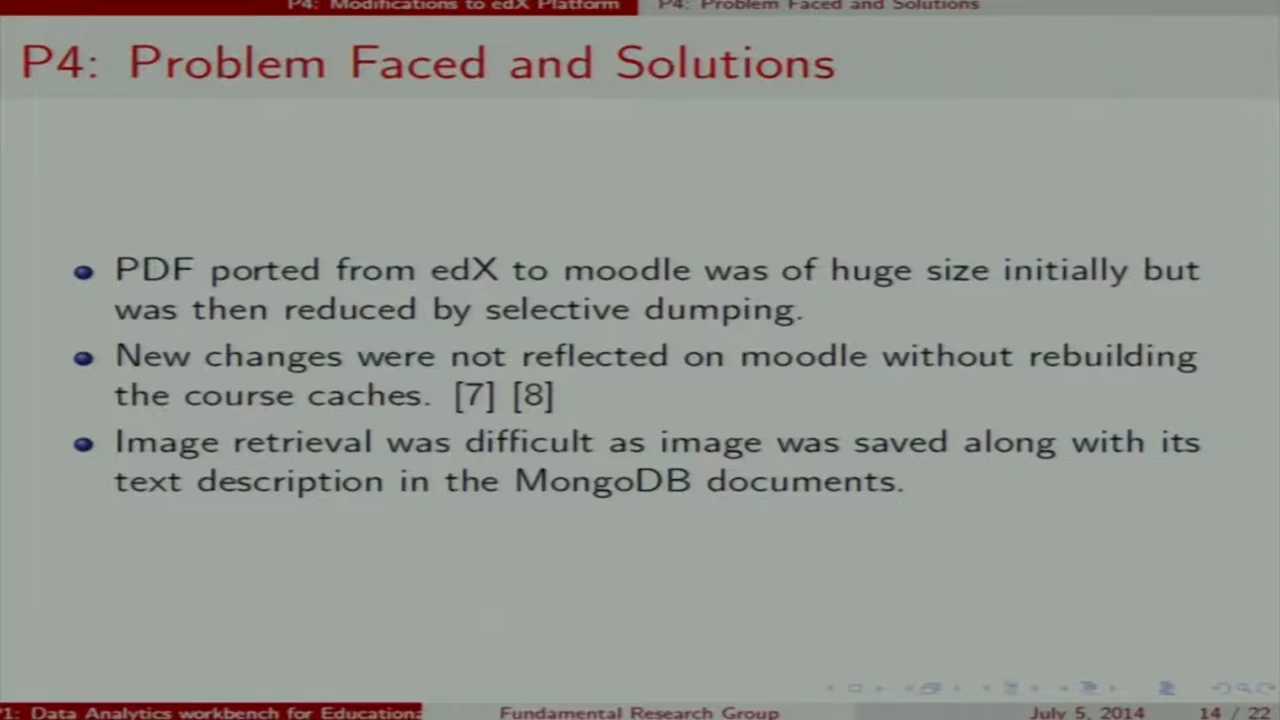 P4: Modifications to edX Platform P4: Problem Faced and Solutions
P4: Problem Faced and Solutions
PDF ported from edX to moodle was of huge size initially but
was then reduced by selective dumping.
New changes were not reflected on moodle without rebuilding
the course caches. [7] [8]
Image retrieval was difficult as image was saved along with its
text description in the MongoDB documents.
P1: Data Analytics workbench for Educationa Fundamental Research Group July 5, 2014 14 / 22